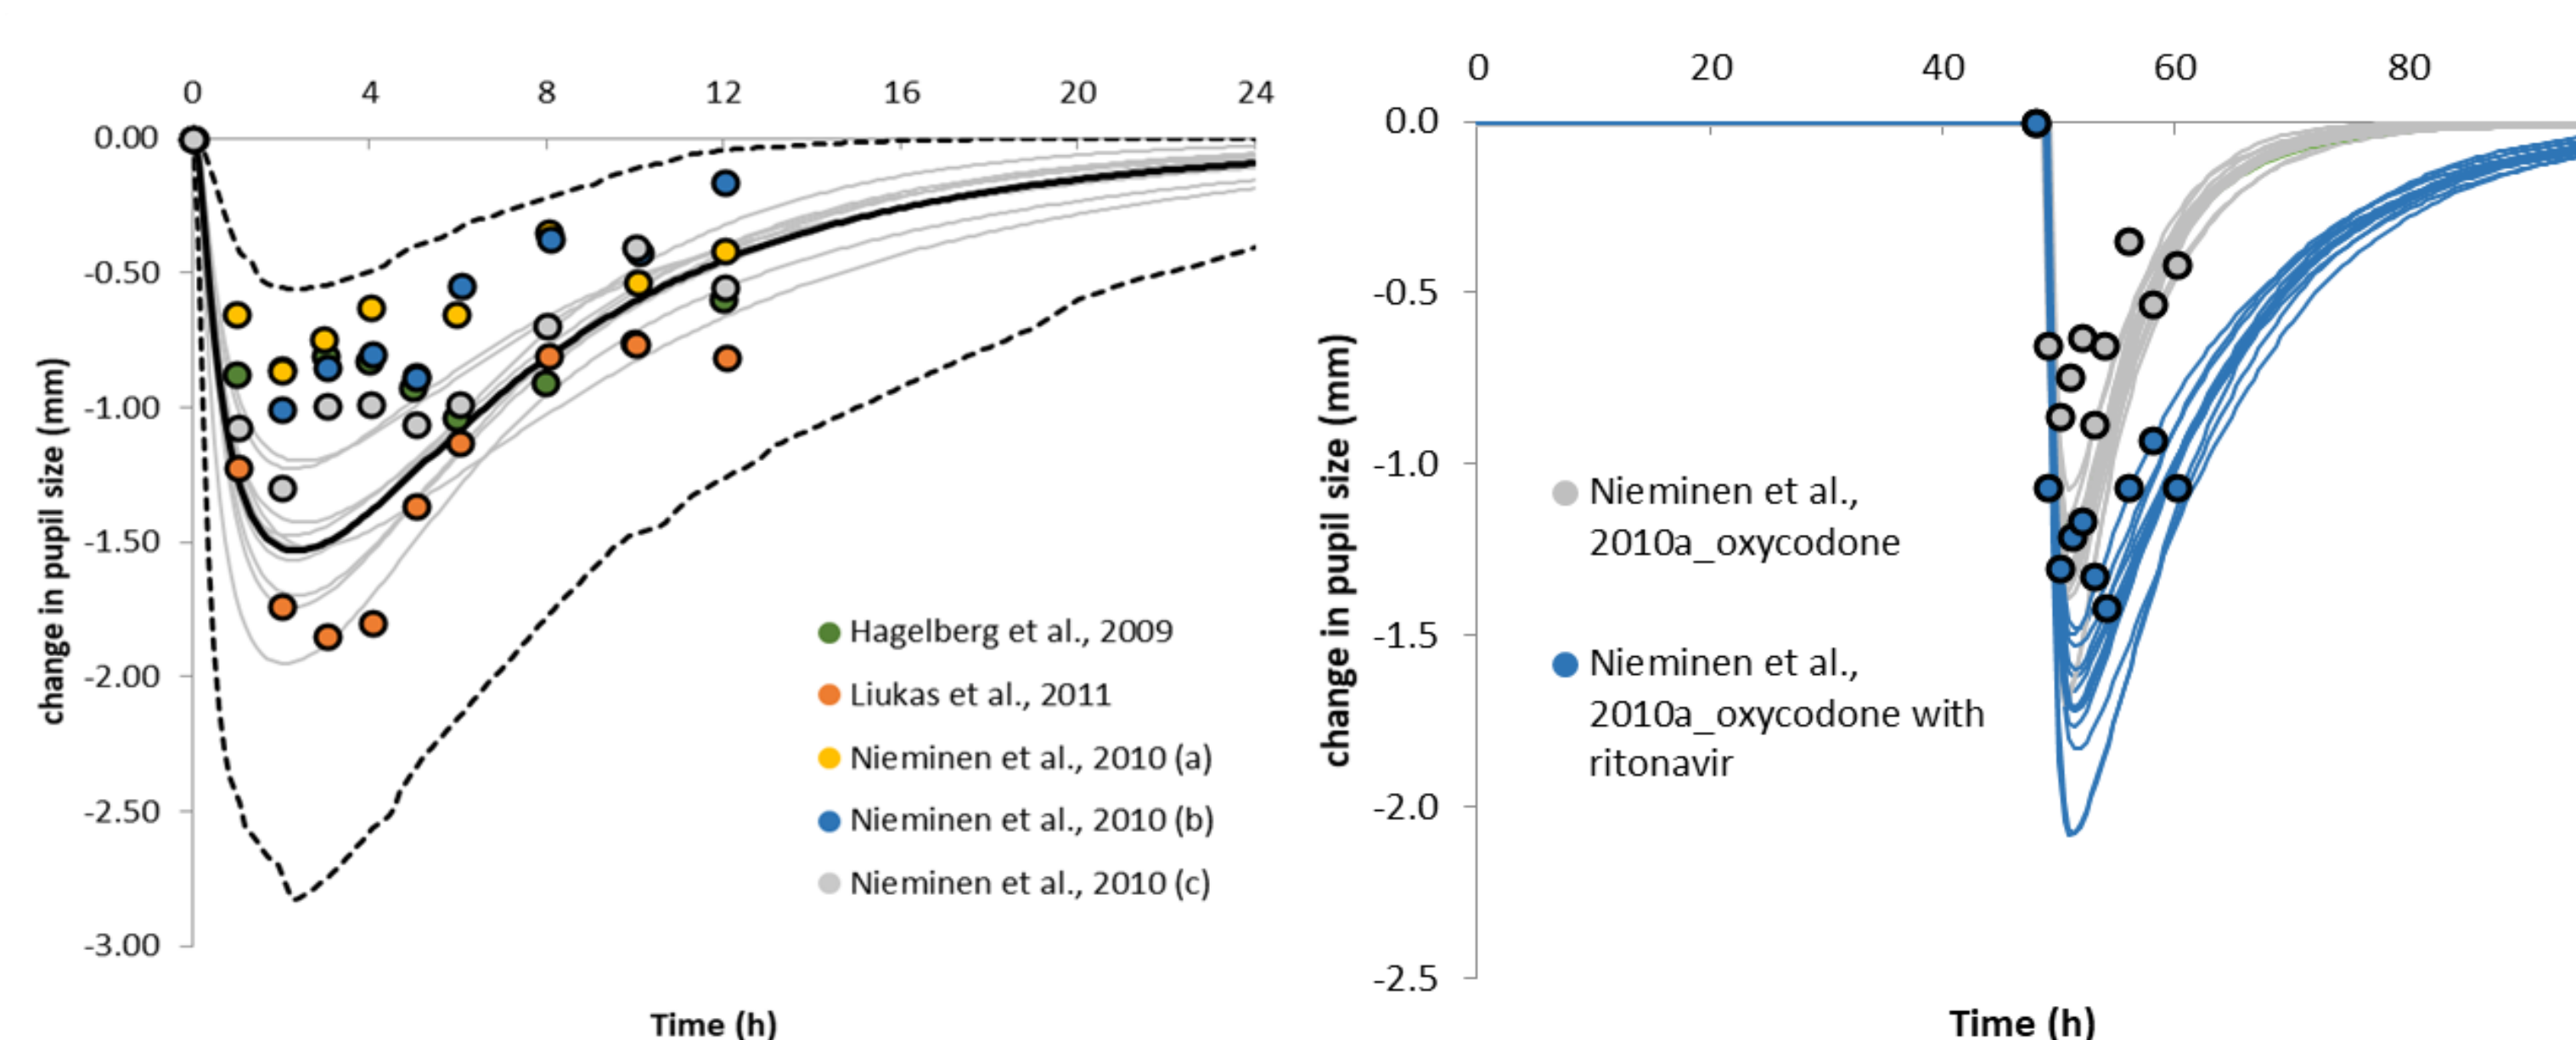 0 4 8 12 16 20 24
0.00
-0.50
-1.00
-1.50
-2.00
-2.50
-3.00
change in pupil size (mm)
Hagelberg et al., 2009
Liukas et al., 2011
Nieminen et al., 2010 (a)
Nieminen et al., 2010 (b)
Nieminen et al., 2010 (c)
Time (h)
0 20 40 60 80
0.0
-0.5
-1.0
-1.5
-2.0
-2.5
change in pupil size (mm)
Nieminen et al.,
2010a_oxycodone
Nieminen et al.,
2010a_oxycodone with
ritonavir
Time (h)